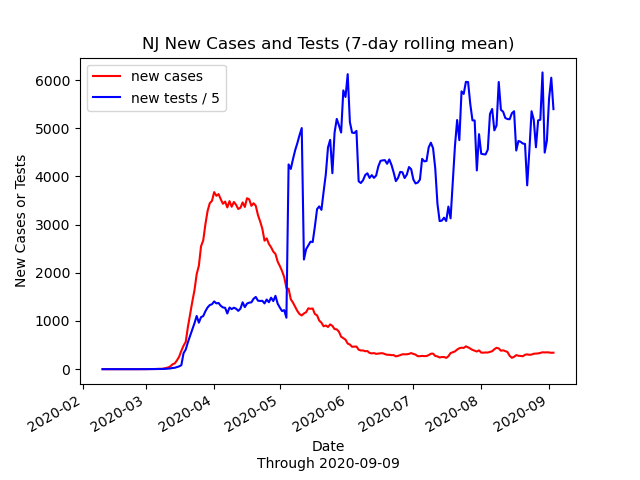 NJ New Cases and Tests (7-day rolling mean)
new cases
new tests / 5
New Cases or Tests
6000
5000
4000
3000
2000
1000
0
2020-02
2020-03
2020-04
2020-05
2020-06
2020-07
2020-08
2020-09
Date
Through 2020-09-09